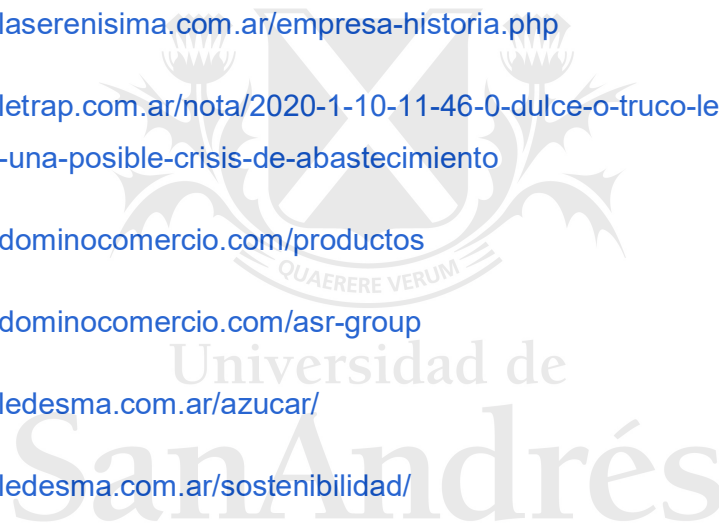 laserenisima.com.ar/empresa-historia.php
letrap.com.ar/nota/2020-1-10-11-46-0-dulce-o-truco-le
-una-posible-crisis-de-abastecimiento
dominocomercio.com/productos
QUAERERE VERUM
dominocomercio.com/asr-group
Universidad de
ledesma.com.ar/azucar/
SanAndrés
ledesma.com.ar/sostenibilidad/